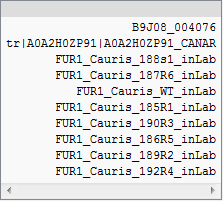 B9J08_004076
tr|A0A2H0ZP91|A0A2H0ZP91_CANAR
FUR1_Cauris_188s1_inLab
FUR1_Cauris_187R6_inLab
FUR1_Cauris_WT_inLab
FUR1_Cauris_185R1_inLab
FUR1_Cauris_190R3_inLab
FUR1_Cauris_186R5_inLab
FUR1_Cauris_189R2_inLab
FUR1_Cauris_192R4_inLab